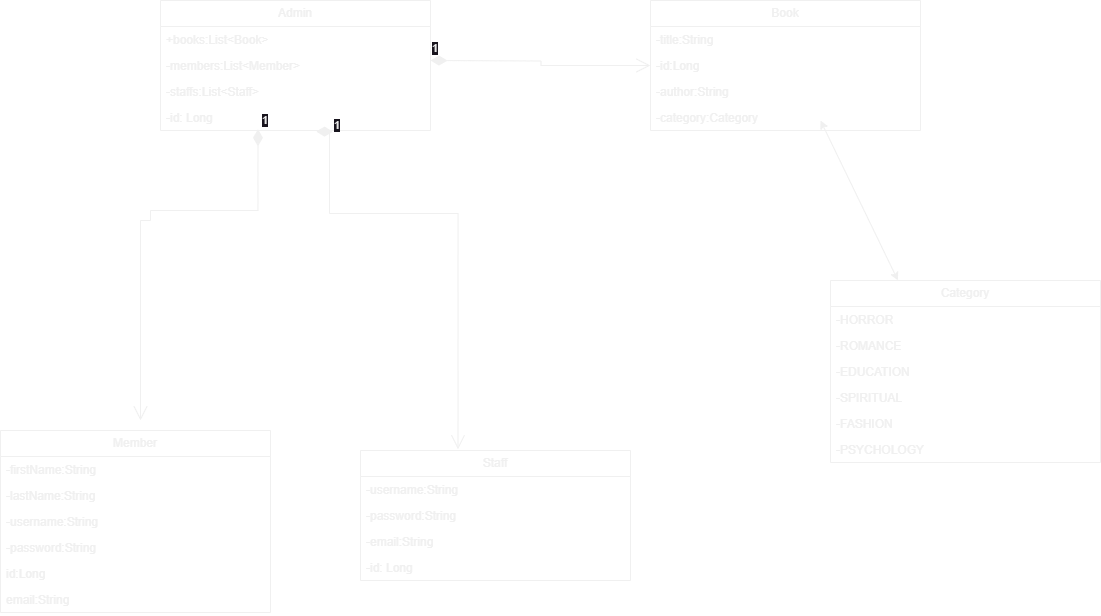 Admin
+books:List<Book>
-members:List<Member>
-staffs:List<Staff>
-id: Long
1
1
1
Book
-title:String
-id:Long
-author:String
-category:Category
Category
-HORROR
-ROMANCE
-EDUCATION
-SPIRITUAL
-FASHION
-PSYCHOLOGY
Member
-firstName:String
-lastName:String
-username:String
-password:String
id:Long
email:String
Staff
-username:String
-password:String
-email:String
-id: Long